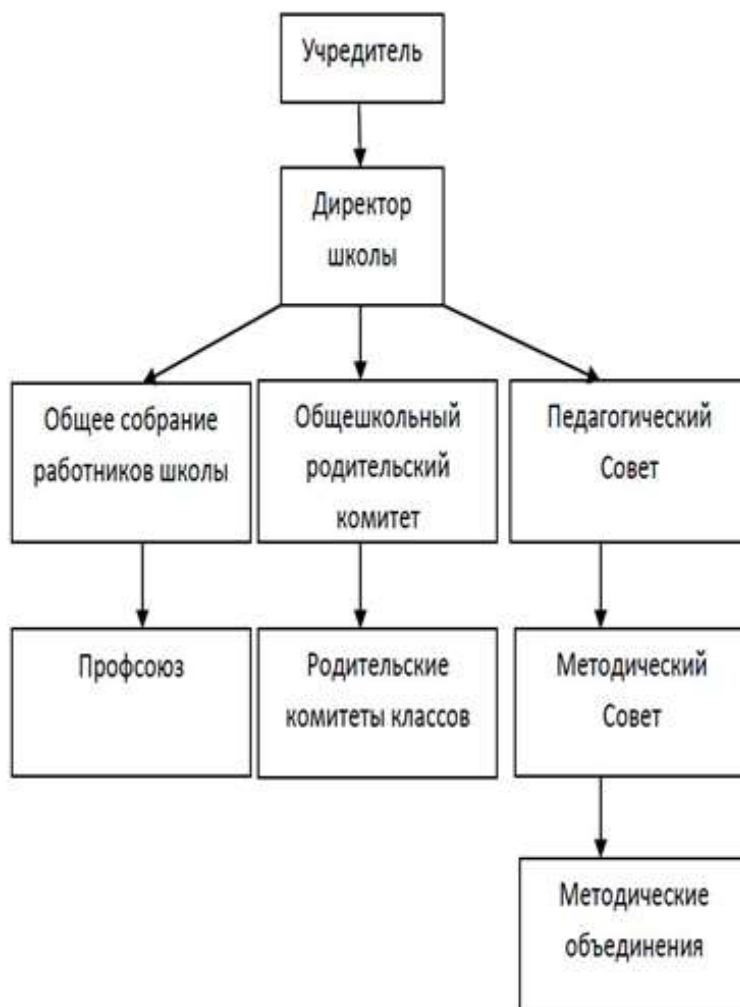 Учредитель
Директор
школы
Общее собрание
работников школы
Общешкольный
родительский
комитет
Педагогический
Совет
Профсоюз
Родительские
комитеты классов
Методический
Совет
Методические
объединения